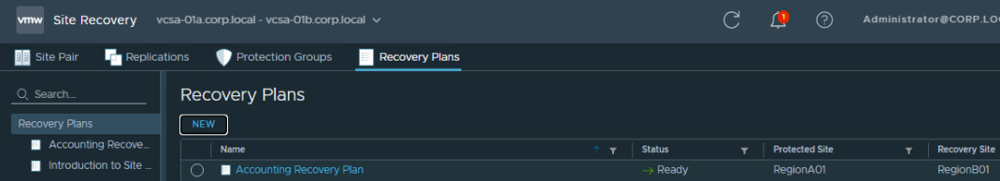 vmw Site Recovery vcsa-01a.corp.local - vcsa-01b.corp.local 1 Administrator@CORP.LO
Site Pair Replications Protection Groups Recovery Plans
Search...
Recovery Plans
Accounting Recove...
Introduction to Site ...
Recovery Plans
NEW
Name Status Protected Site Recovery Site
Accounting Recovery Plan Ready RegionA01 RegionB01